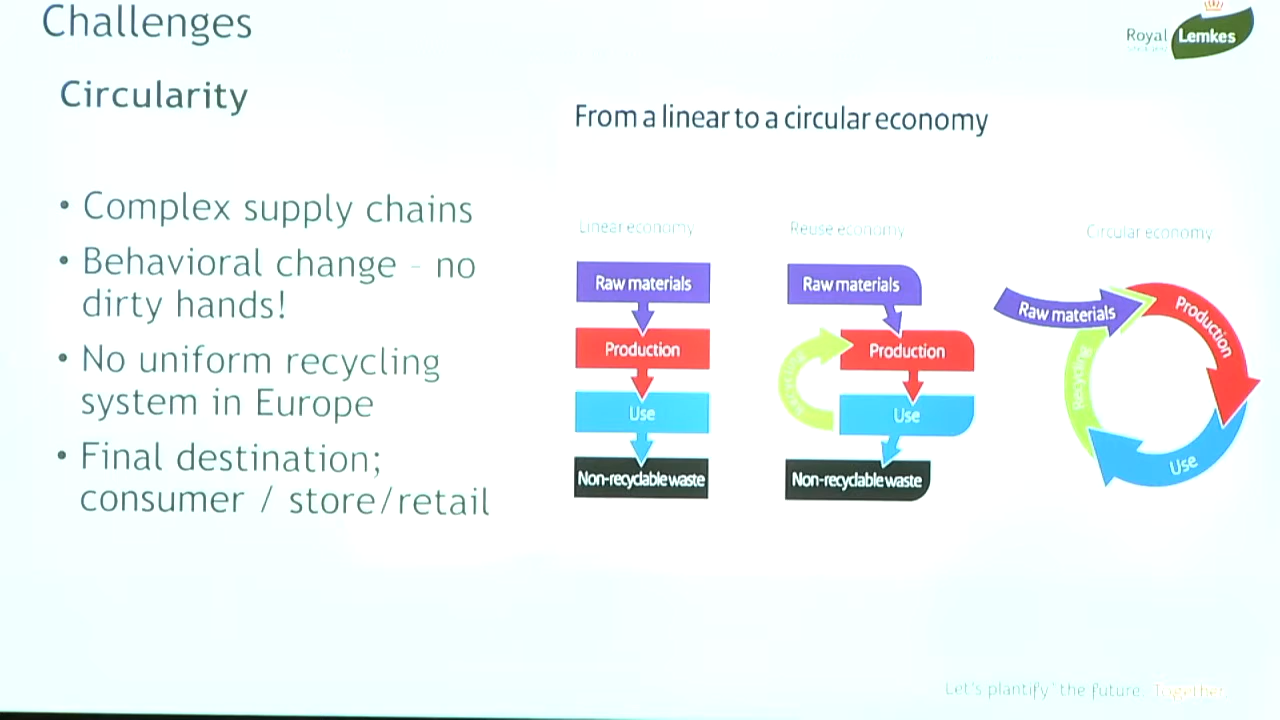 Challenges
Royal Lemkes
Circularity
From a linear to a circular economy
• Complex supply chains
• Behavioral change - no
dirty hands!
• No uniform recycling
system in Europe
• Final destination;
consumer / store/retail
Linear economy
Raw materials
Production
Use
Non-recyclable waste
Reuse economy
Raw materials
Production
Use
Recycling
Non-recyclable waste
Circular economy
Raw materials
Production
Use
Recycling
Let's plantify the future. Together.